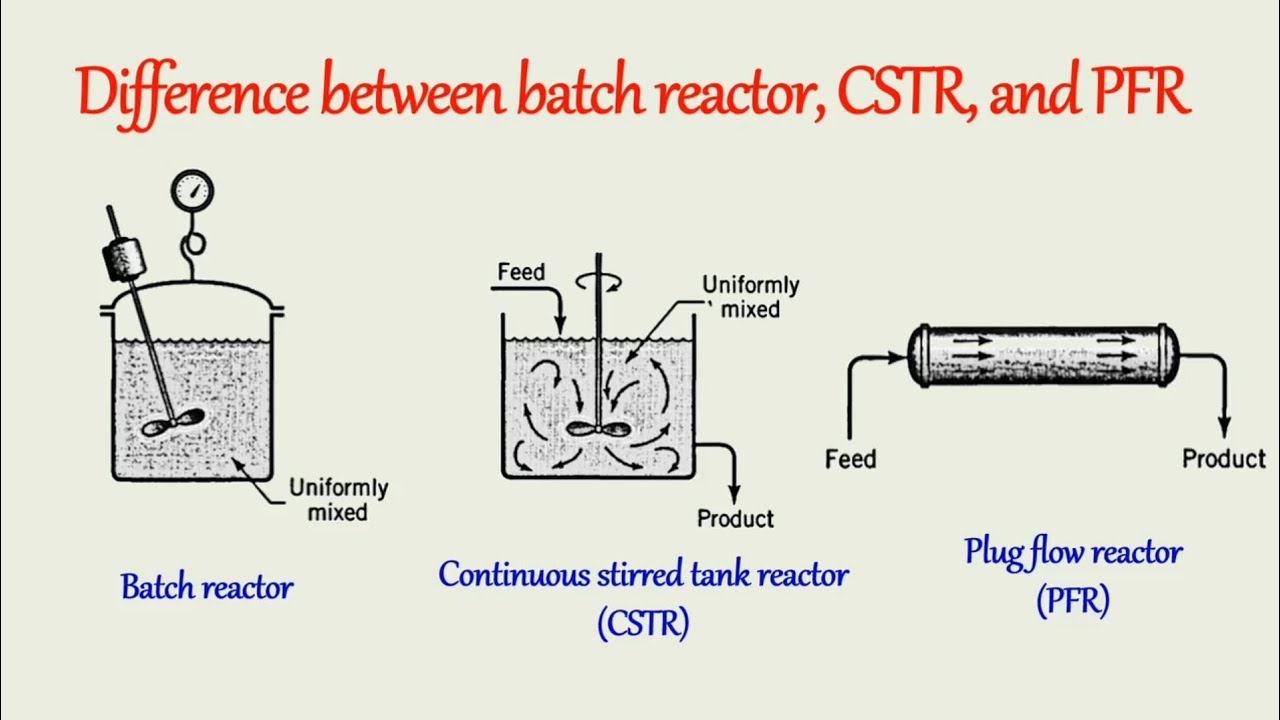 Difference between batch reactor, CSTR, and PFR
Uniformly
mixed
Batch reactor
Feed
Uniformly
mixed
Product
Continuous stirred tank reactor
(CSTR)
Feed
Product
Plug flow reactor
(PFR)